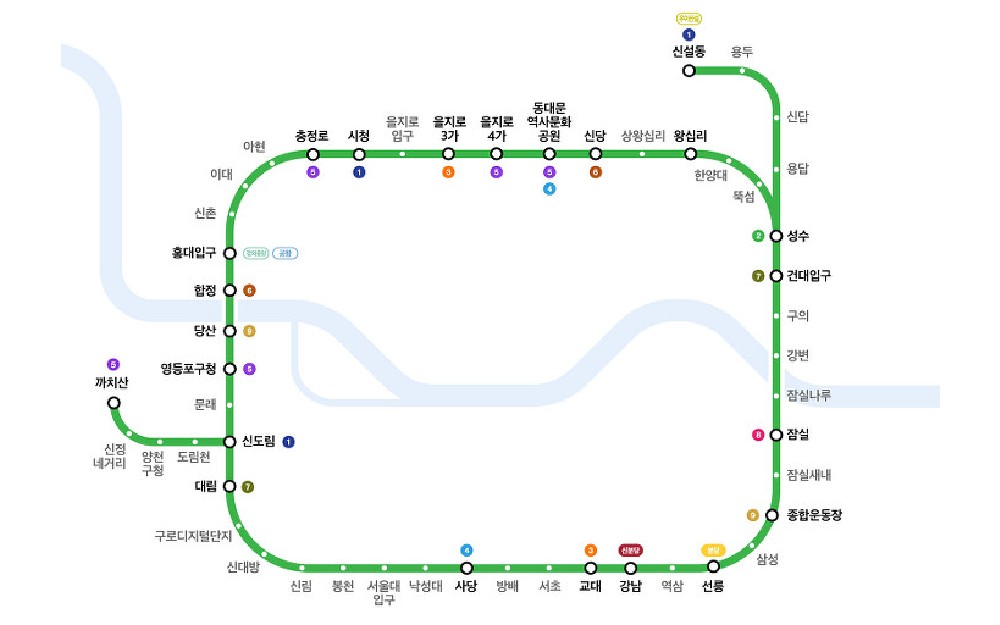 우이신설
1
신설동
용두
신답
용답
동대문
역사문화
공원
을지로
입구
을지로
3가
을지로
4가
충정로
시청
신당
상왕십리
왕십리
5
1
3
5
5
6
4
아현
이대
신촌
한양대
뚝섬
2
성수
홍대입구
공항
7
건대입구
합정
6
구의
당산
9
강변
5
까치산
영등포구청
5
잠실나루
문래
신정
네거리
양천
구청
도림천
신도림
1
8
잠실
대림
7
잠실새내
9
종합운동장
구로디지털단지
신대방
삼성
4
3
신분당
분당
신림
봉천
서울대
입구
낙성대
사당
방배
서초
교대
강남
역삼
선릉